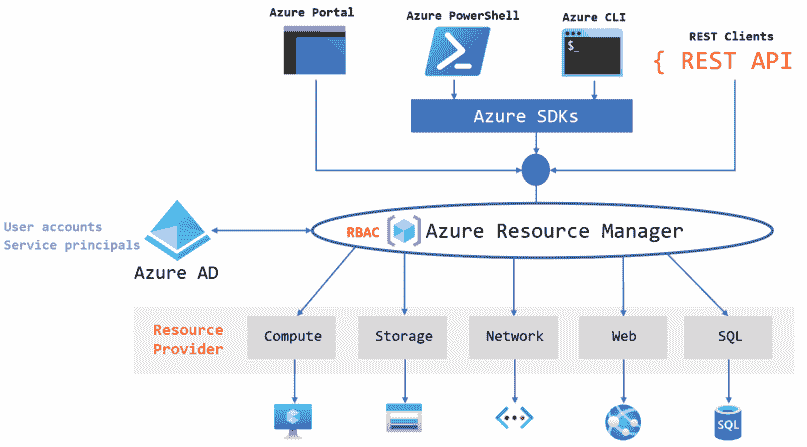 Azure Portal
Azure PowerShell
Azure CLI
REST Clients
$_
{ REST API
Azure SDKs
User accounts
Service principals
Azure AD
RBAC
Azure Resource Manager
Resource
Provider
Compute
Storage
Network
Web
SQL
SQL